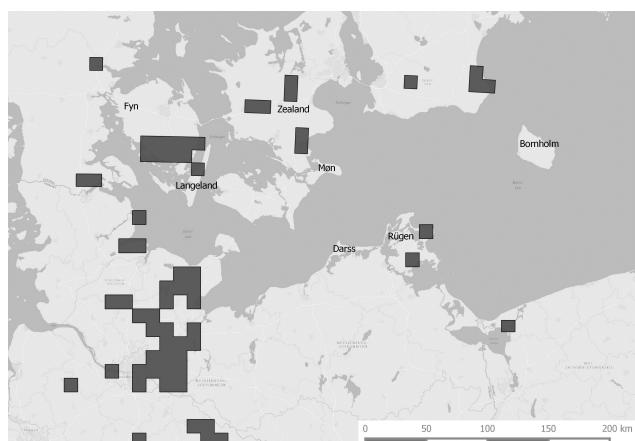 Fyn
Zealand
Bornholm
Møn
Langeland
Rügen
Darss
0 50 100 150 200 km